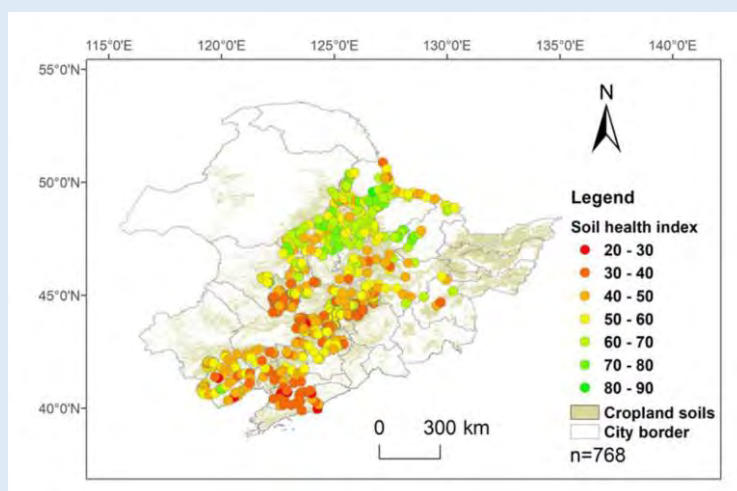 115°0'E 120°0'E 125°0'E 130°0'E 135°0'E 140°0'E
55°0'N
50°0'N
45°0'N
40°0'N
N
Legend
Soil health index
20 - 30
30 - 40
40 - 50
50 - 60
60 - 70
70 - 80
80 - 90
Cropland soils
City border
n=768
0 300 km